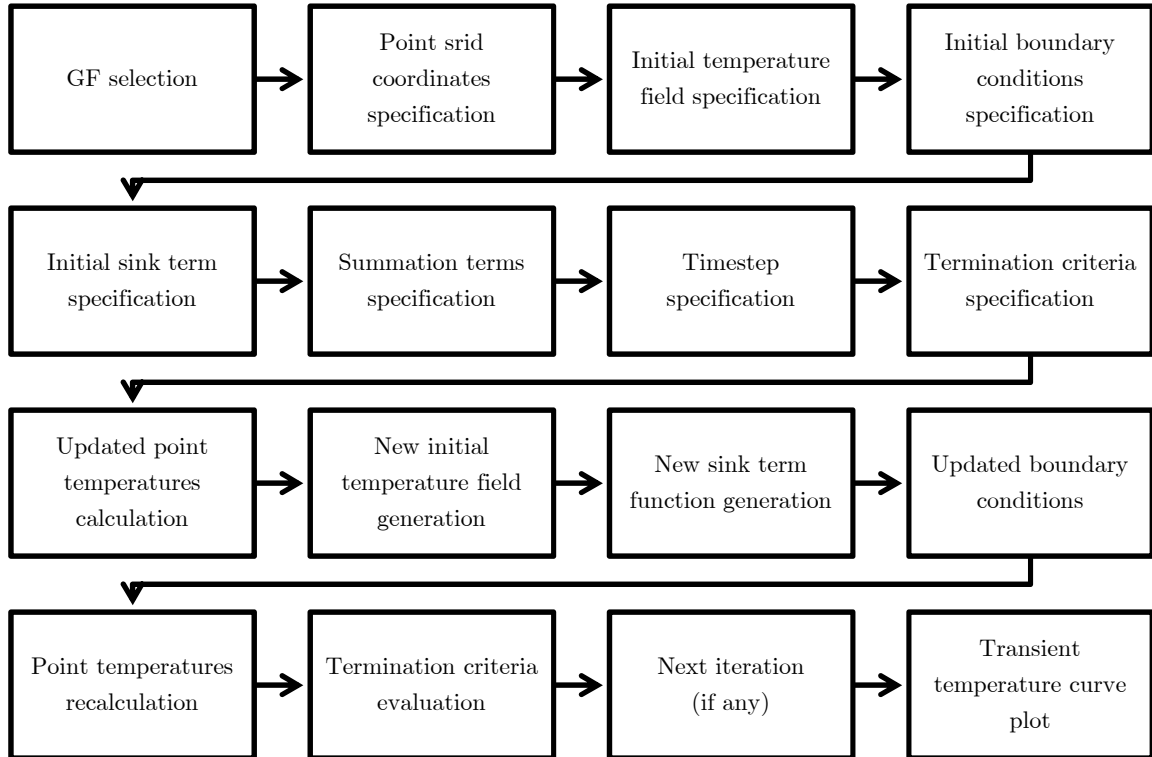 GF selection
Point srid
coordinates
specification
Initial temperature
field specification
Initial boundary
conditions
specification
Initial sink term
specification
Summation terms
specification
Timestep
specification
Termination criteria
specification
Updated point
temperatures
calculation
New initial
temperature field
generation
New sink term
function generation
Updated boundary
conditions
Point temperatures
recalculation
Termination criteria
evaluation
Next iteration
(if any)
Transient
temperature curve
plot